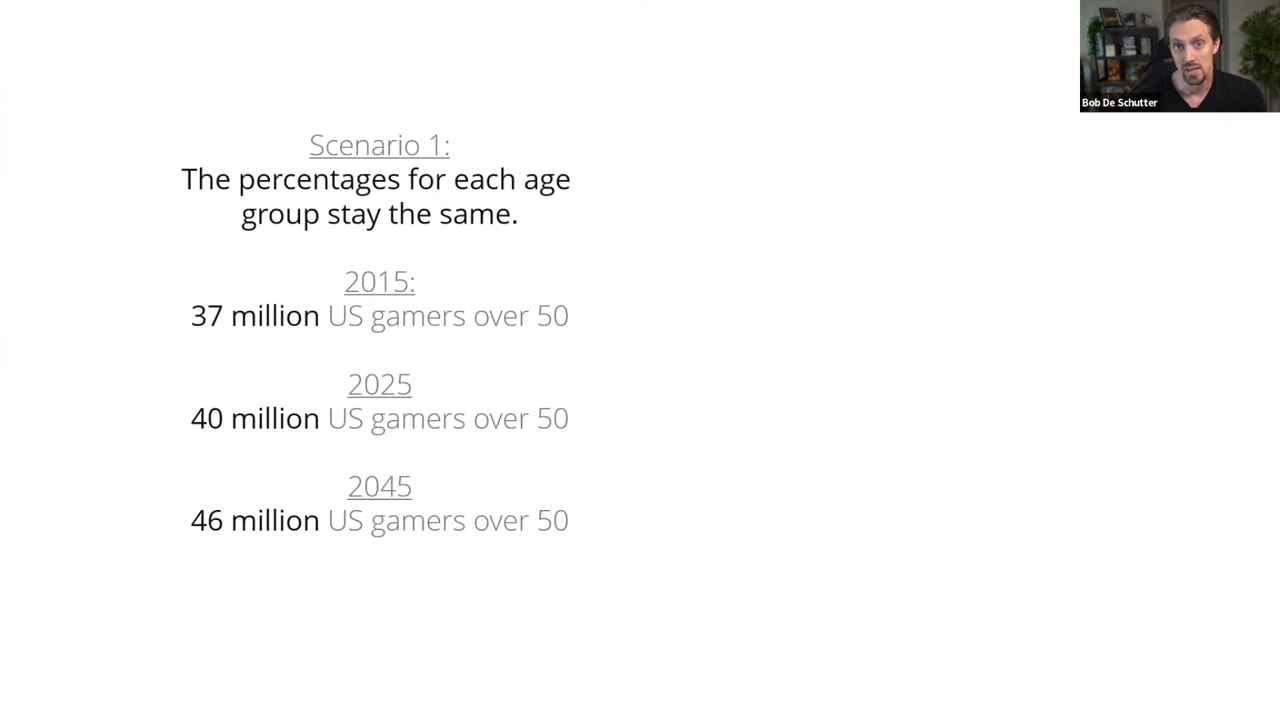 Scenario 1:
The percentages for each age
group stay the same.
2015:
37 million US gamers over 50
2025
40 million US gamers over 50
2045
46 million US gamers over 50
Bob De Schutter